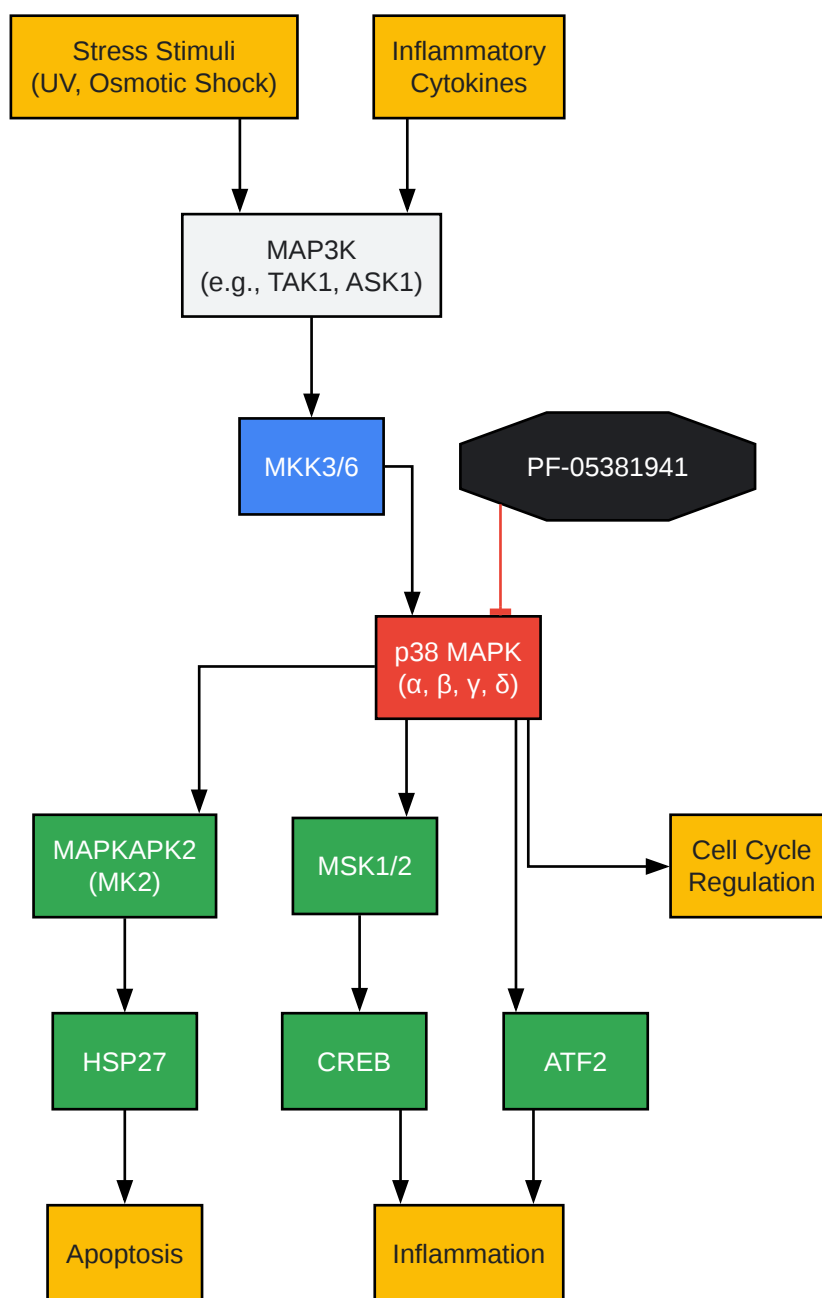 Stress Stimuli
(UV, Osmotic Shock)
Inflammatory
Cytokines
MAP3K
(e.g., TAK1, ASK1)
MKK3/6
PF-05381941
p38 MAPK
(α, β, γ, δ)
MAPKAPK2
(MK2)
MSK1/2
Cell Cycle
Regulation
HSP27
CREB
ATF2
Apoptosis
Inflammation